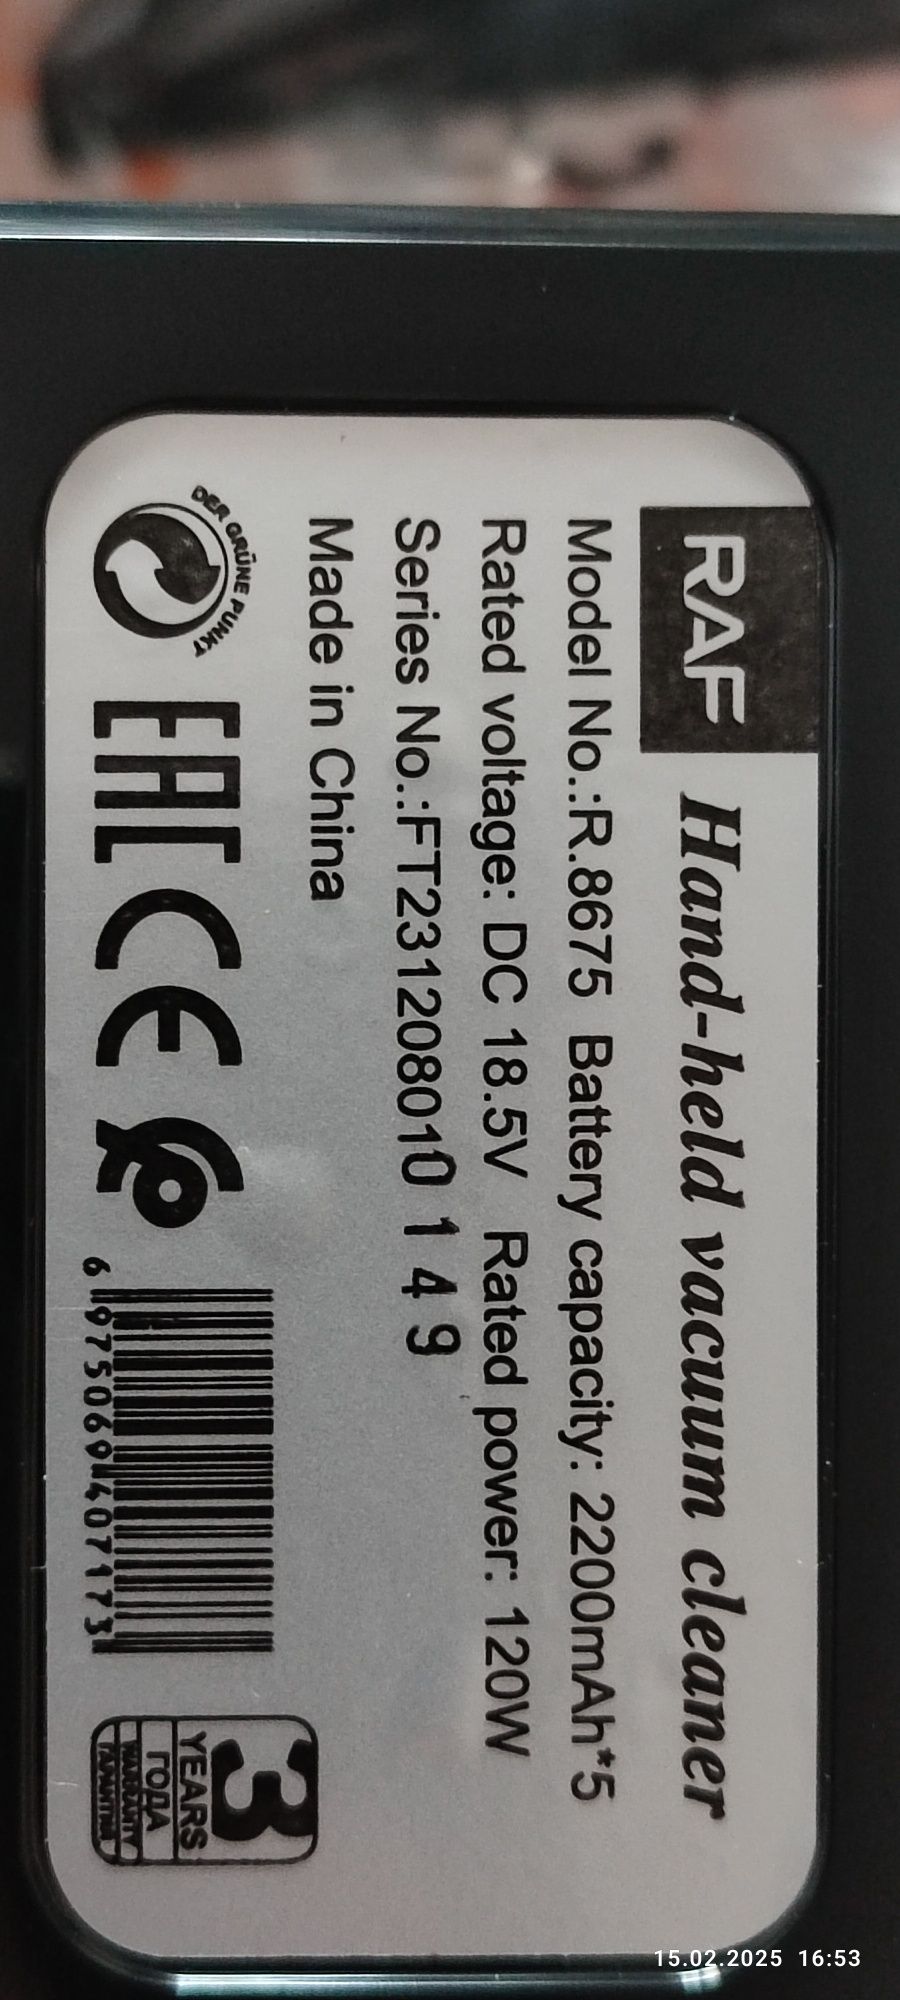 RAF Hand-held vacuum cleaner
Model No.:R.8675 Battery capacity: 2200mAh*5
Rated voltage: DC 18.5V Rated power: 120W
Series No.:FT231208010 1 4 9
Made in China
DER GRÜNE PUNKT
EAC CE
6 975069 407173
3
YEARS
ГОДА
WARRANTY
ГАРАНТИИ
15.02.2025 16:53